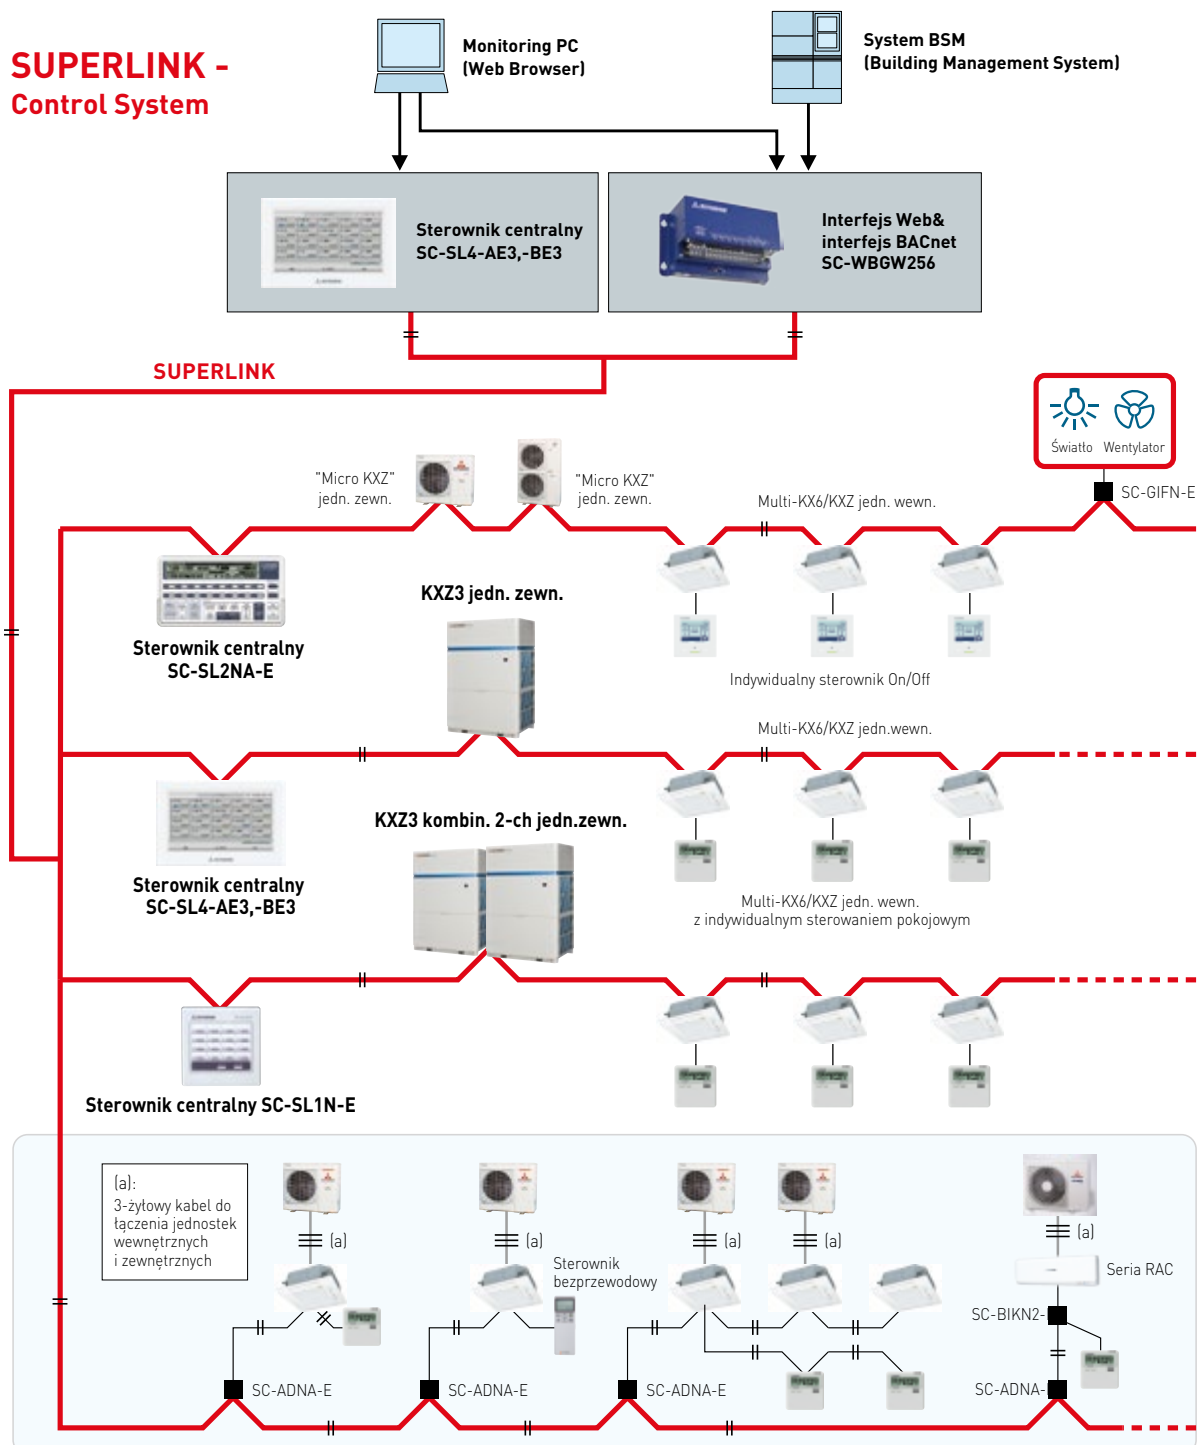 SUPERLINK -
Control System
Monitoring PC
(Web Browser)
System BSM
(Building Management System)
Sterownik centralny
SC-SL4-AE3,-BE3
Interfejs Web&
interfejs BACnet
SC-WBGW256
SUPERLINK
Światło
Wentylator
SC-GIFN-E
"Micro KXZ"
jedn. zewn.
"Micro KXZ"
jedn. zewn.
Multi-KX6/KXZ jedn. wewn.
Sterownik centralny
SC-SL2NA-E
KXZ3 jedn. zewn.
Indywidualny sterownik On/Off
Multi-KX6/KXZ jedn.wewn.
Sterownik centralny
SC-SL4-AE3,-BE3
KXZ3 kombin. 2-ch jedn.zewn.
Multi-KX6/KXZ jedn. wewn.
z indywidualnym sterowaniem pokojowym
Sterownik centralny SC-SL1N-E
(a):
3-żyłowy kabel do
łączenia jednostek
wewnętrznych
i zewnętrznych
(a)
(a)
(a)
(a)
(a)
Sterownik
bezprzewodowy
Seria RAC
SC-BIKN2-
SC-ADNA-E
SC-ADNA-E
SC-ADNA-E
SC-ADNA-